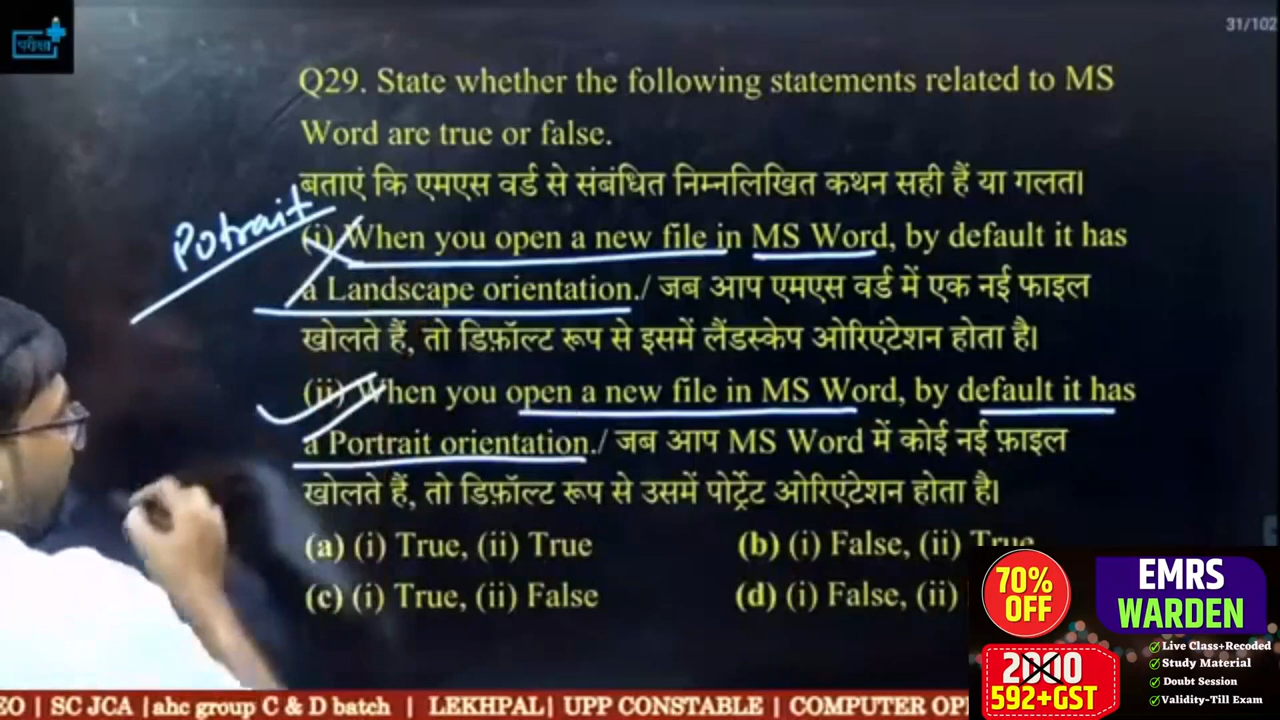 परीक्षा
31/102
Q29. State whether the following statements related to MS
Word are true or false.
बताएं कि एमएस वर्ड से संबंधित निम्नलिखित कथन सही हैं या गलत।
Potrait
(i) When you open a new file in MS Word, by default it has
a Landscape orientation./ जब आप एमएस वर्ड में एक नई फाइल
खोलते हैं, तो डिफ़ॉल्ट रूप से इसमें लैंडस्केप ओरिएंटेशन होता है।
(ii) When you open a new file in MS Word, by default it has
a Portrait orientation./ जब आप MS Word में कोई नई फ़ाइल
खोलते हैं, तो डिफ़ॉल्ट रूप से उसमें पोर्ट्रेट ओरिएंटेशन होता है।
(a) (i) True, (ii) True
(b) (i) False, (ii) True
(c) (i) True, (ii) False
(d) (i) False, (ii)
70%
OFF
EMRS
WARDEN
2000
592+GST
Live Class+Recoded
Study Material
Doubt Session
Validity-Till Exam
EO | SC JCA |ahc group C & D batch | LEKHPAL| UPP CONSTABLE | COMPUTER OP